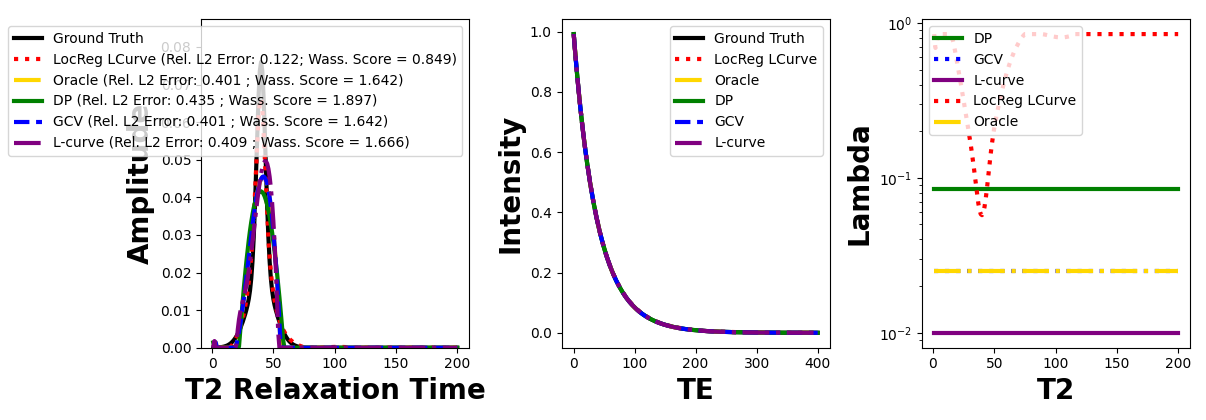 Ground Truth
LocReg LCurve (Rel. L2 Error: 0.122; Wass. Score = 0.849)
Oracle (Rel. L2 Error: 0.401 ; Wass. Score = 1.642)
DP (Rel. L2 Error: 0.435 ; Wass. Score = 1.897)
GCV (Rel. L2 Error: 0.401 ; Wass. Score = 1.642)
L-curve (Rel. L2 Error: 0.409 ; Wass. Score = 1.666)
Amplitude
0.08
0.05
0.04
0.03
0.02
0.01
0.00
0 50 100 150 200
T2 Relaxation Time
Ground Truth
LocReg LCurve
Oracle
DP
GCV
L-curve
Intensity
1.0
0.8
0.6
0.4
0.2
0.0
0 100 200 300 400
TE
DP
GCV
L-curve
LocReg LCurve
Oracle
Lambda
10⁰
10⁻¹
10⁻²
0 50 100 150 200
T2